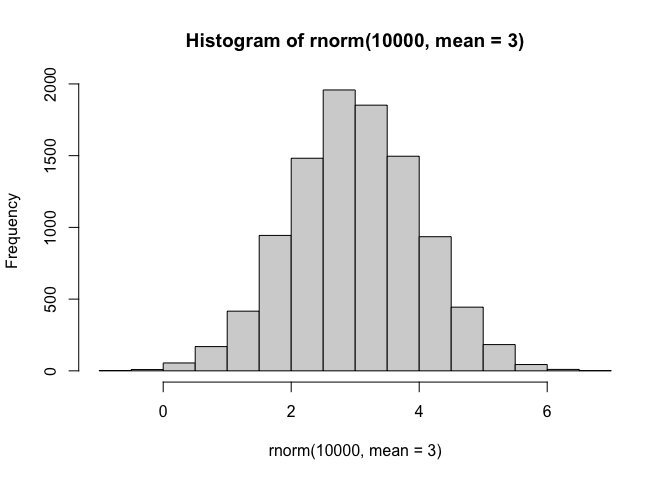 Histogram of rnorm(10000, mean = 3)
Frequency
2000
1500
1000
500
0
0 2 4 6
rnorm(10000, mean = 3)